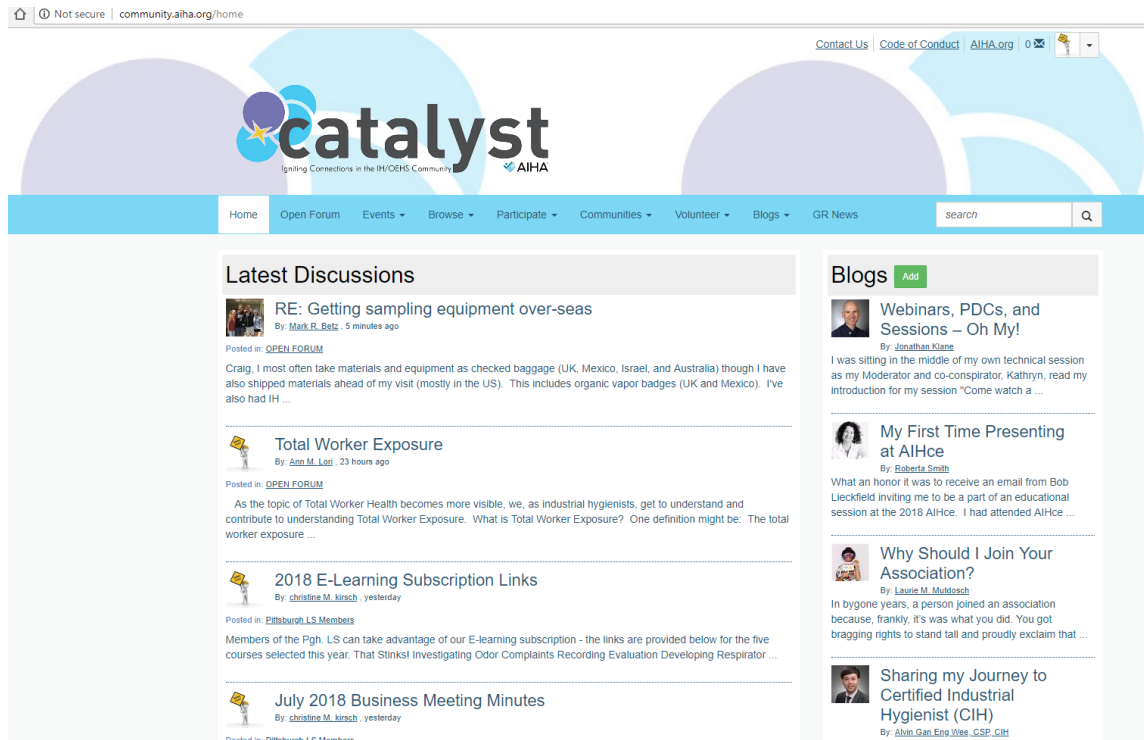 Not secure | community.aiha.org/home
Contact Us Code of Conduct AIHA.org 0
catalyst
Igniting Connections in the IH/OEHS Community
AIHA
Home Open Forum Events Browse Participate Communities Volunteer Blogs GR News search
Latest Discussions
RE: Getting sampling equipment over-seas
By: Mark R. Betz , 5 minutes ago
Posted in: OPEN FORUM
Craig, I most often take materials and equipment as checked baggage (UK, Mexico, Israel, and Australia) though I have
also shipped materials ahead of my visit (mostly in the US). This includes organic vapor badges (UK and Mexico). I've
also had IH ...
Total Worker Exposure
By: Ann M. Lori , 23 hours ago
Posted in: OPEN FORUM
As the topic of Total Worker Health becomes more visible, we, as industrial hygienists, get to understand and
contribute to understanding Total Worker Exposure. What is Total Worker Exposure? One definition might be: The total
worker exposure ...
2018 E-Learning Subscription Links
By: christine M. kirsch , yesterday
Posted in: Pittsburgh LS Members
Members of the Pgh. LS can take advantage of our E-learning subscription - the links are provided below for the five
courses selected this year. That Stinks! Investigating Odor Complaints Recording Evaluation Developing Respirator ...
July 2018 Business Meeting Minutes
By: christine M. kirsch , yesterday
Posted in: Pittsburgh LS Members
Blogs Add
Webinars, PDCs, and
Sessions – Oh My!
By: Jonathan Klane
I was sitting in the middle of my own technical session
as my Moderator and co-conspirator, Kathryn, read my
introduction for my session "Come watch a ...
My First Time Presenting
at AIHce
By: Roberta Smith
What an honor it was to receive an email from Bob
Lieckfield inviting me to be a part of an educational
session at the 2018 AIHce. I had attended AIHce ...
Why Should I Join Your
Association?
By: Laurie M. Mutdosch
In bygone years, a person joined an association
because, frankly, it's was what you did. You got
bragging rights to stand tall and proudly exclaim that ...
Sharing my Journey to
Certified Industrial
Hygienist (CIH)
By: Alvin Gan Eng Wee, CSP, CIH